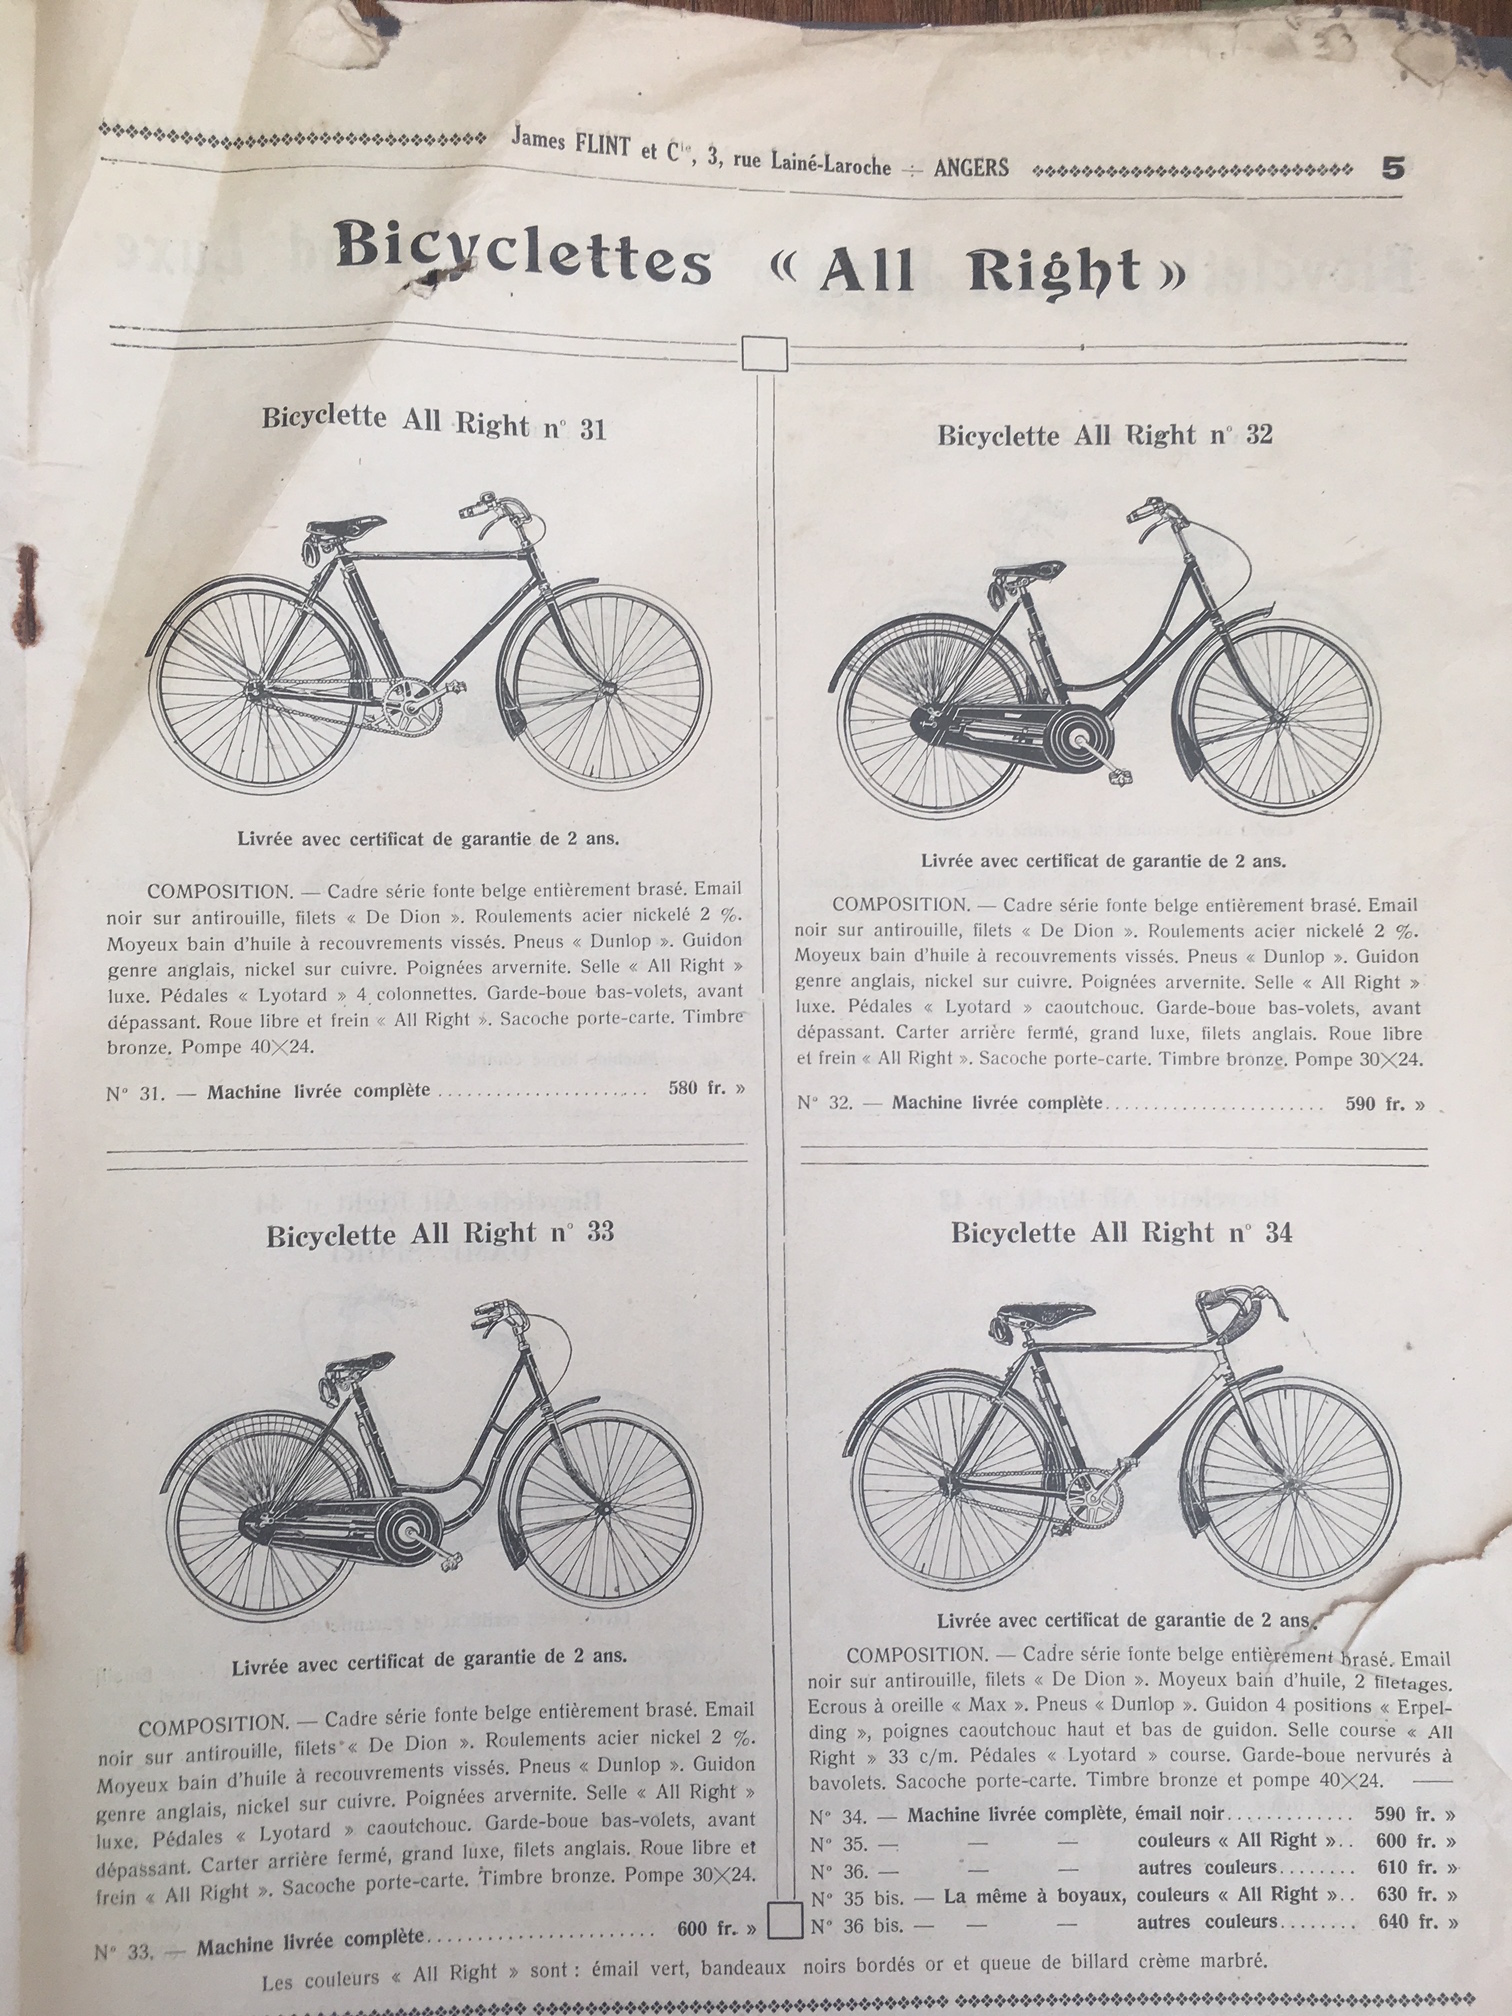 James FLINT et Cie, 3, rue Lainé-Laroche ÷ ANGERS 5
Bicyclettes « All Right »
Bicyclette All Right n° 31
Livrée avec certificat de garantie de 2 ans.
COMPOSITION. — Cadre série fonte belge entièrement brasé. Email
noir sur antirouille, filets « De Dion ». Roulements acier nickelé 2 %.
Moyeux bain d'huile à recouvrements vissés. Pneus « Dunlop ». Guidon
genre anglais, nickel sur cuivre. Poignées arvernite. Selle « All Right »
luxe. Pédales « Lyotard » 4 colonnettes. Garde-boue bas-volets, avant
dépassant. Roue libre et frein « All Right ». Sacoche porte-carte. Timbre
bronze. Pompe 40×24.
N° 31. — Machine livrée complète ...................... 580 fr. »
Bicyclette All Right n° 32
Livrée avec certificat de garantie de 2 ans.
COMPOSITION. — Cadre série fonte belge entièrement brasé. Email
noir sur antirouille, filets « De Dion ». Roulements acier nickelé 2 %.
Moyeux bain d'huile à recouvrements vissés. Pneus « Dunlop ». Guidon
genre anglais, nickel sur cuivre. Poignées arvernite. Selle « All Right »
luxe. Pédales « Lyotard » caoutchouc. Garde-boue bas-volets, avant
dépassant. Carter arrière fermé, grand luxe, filets anglais. Roue libre
et frein « All Right ». Sacoche porte-carte. Timbre bronze. Pompe 30×24.
N° 32. — Machine livrée complète........................ 590 fr. »
Bicyclette All Right n° 33
Livrée avec certificat de garantie de 2 ans.
COMPOSITION. — Cadre série fonte belge entièrement brasé. Email
noir sur antirouille, filets « De Dion ». Roulements acier nickel 2 %.
Moyeux bain d'huile à recouvrements vissés. Pneus « Dunlop ». Guidon
genre anglais, nickel sur cuivre. Poignées arvernite. Selle « All Right »
luxe. Pédales « Lyotard » caoutchouc. Garde-boue bas-volets, avant
dépassant. Carter arrière fermé, grand luxe, filets anglais. Roue libre et
frein « All Right ». Sacoche porte-carte. Timbre bronze. Pompe 30×24.
N° 33. — Machine livrée complète........................ 600 fr. »
Bicyclette All Right n° 34
Livrée avec certificat de garantie de 2 ans.
COMPOSITION. — Cadre série fonte belge entièrement brasé. Email
noir sur antirouille, filets « De Dion ». Moyeux bain d'huile, 2 filetages.
Ecrous à oreille « Max ». Pneus « Dunlop ». Guidon 4 positions « Erpel-
ding », poignes caoutchouc haut et bas de guidon. Selle course « All
Right » 33 c/m. Pédales « Lyotard » course. Garde-boue nervurés à
bavolets. Sacoche porte-carte. Timbre bronze et pompe 40×24. —
N° 34. — Machine livrée complète, émail noir............. 590 fr. »
N° 35. — — — couleurs « All Right ».. 600 fr. »
N° 36. — — — autres couleurs........ 610 fr. »
N° 35 bis. — La même à boyaux, couleurs « All Right ».. 630 fr. »
N° 36 bis. — — — autres couleurs........ 640 fr. »
Les couleurs « All Right » sont : émail vert, bandeaux noirs bordés or et queue de billard crème marbré.